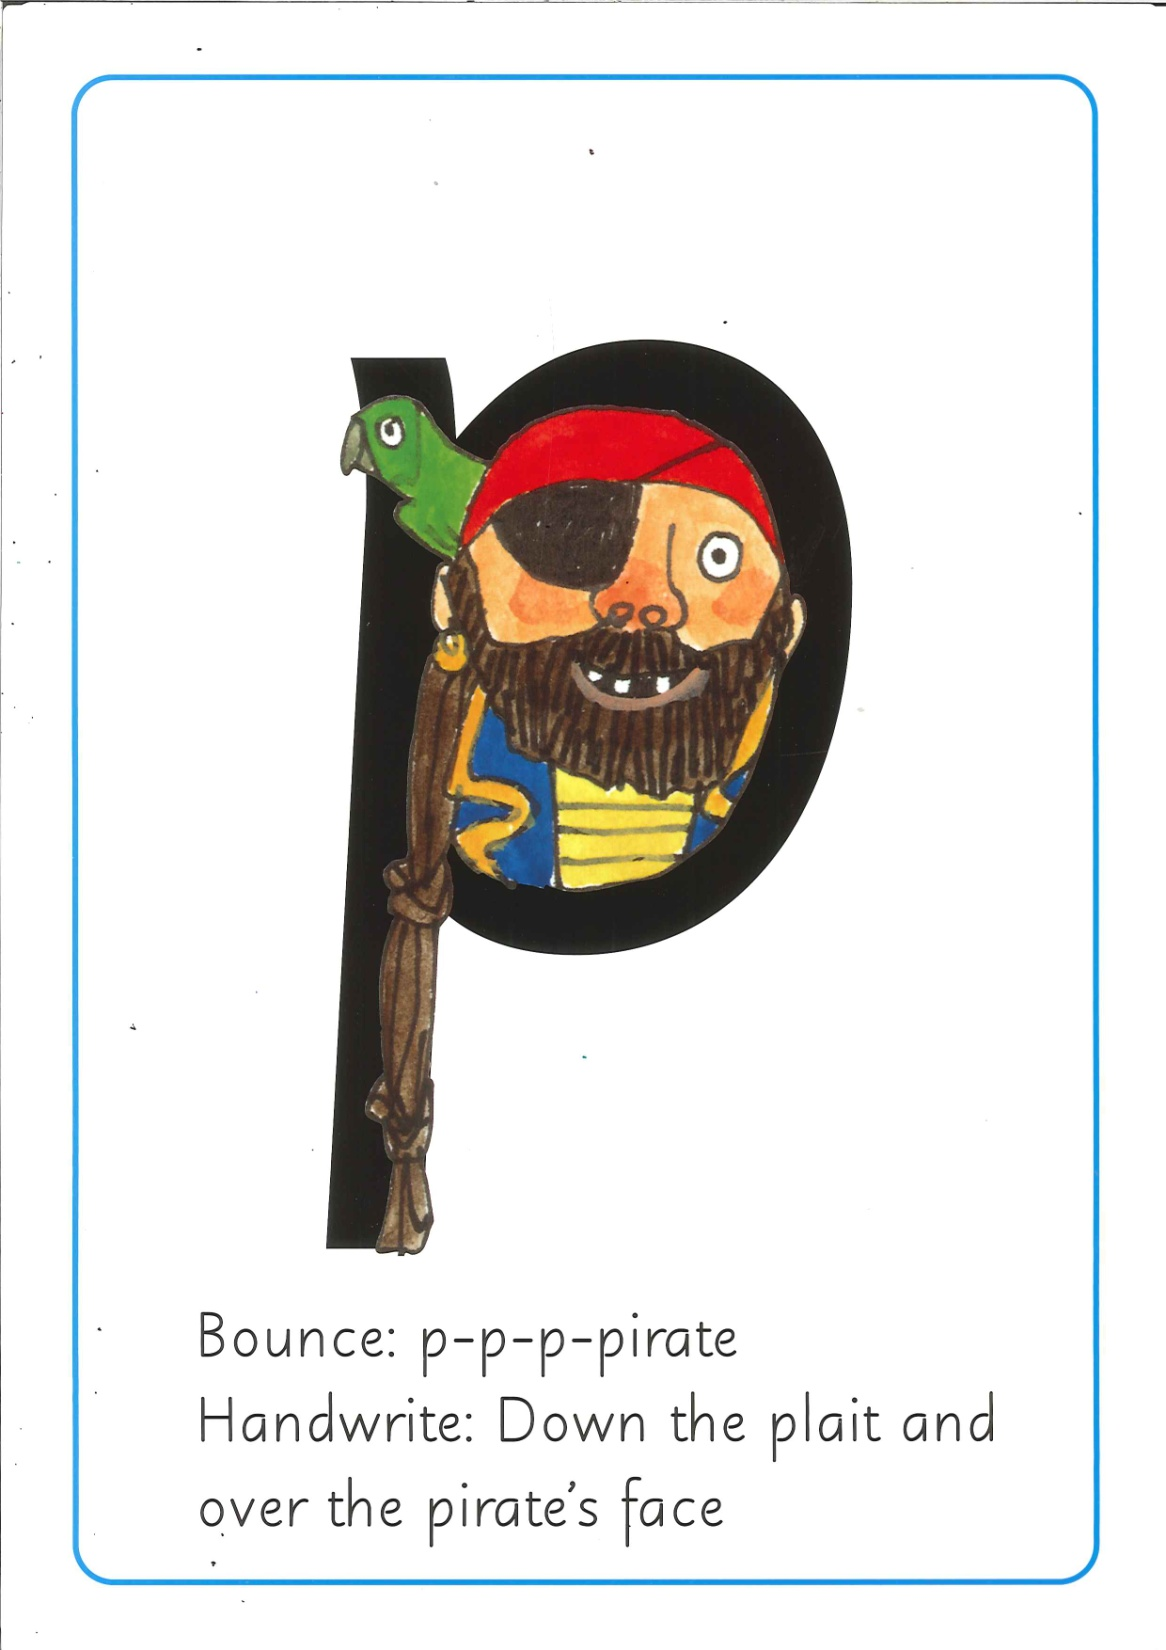 p
Bounce: p-p-p-pirate
Handwrite: Down the plait and
over the pirate's face